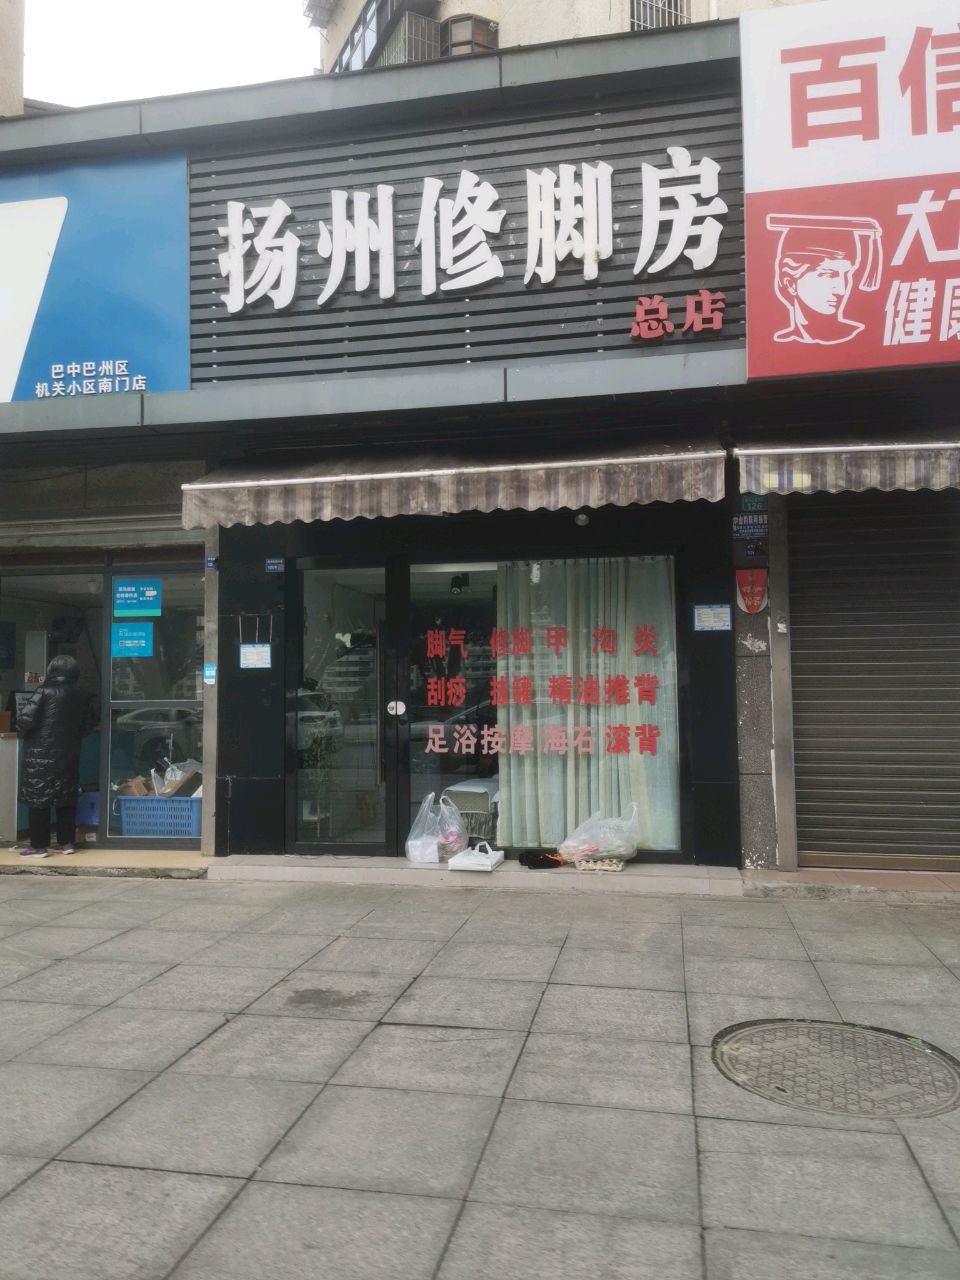 扬州修脚房
总店
巴中巴州区
机关小区南门店
百信
大
健康
脚气 修脚 甲沟炎
刮痧 拔罐 精油推背
足浴按摩 海石滚背
126